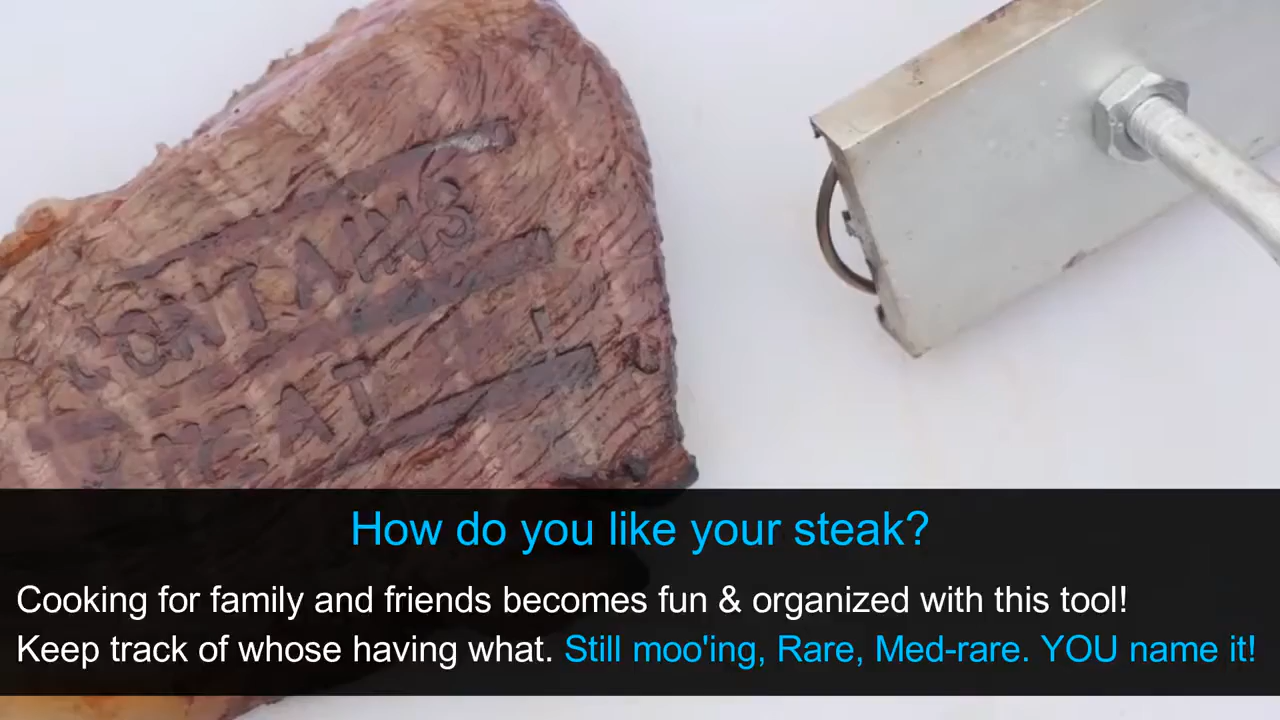 CONTAINS
MEAT
How do you like your steak?
Cooking for family and friends becomes fun & organized with this tool!
Keep track of whose having what. Still moo'ing, Rare, Med-rare. YOU name it!